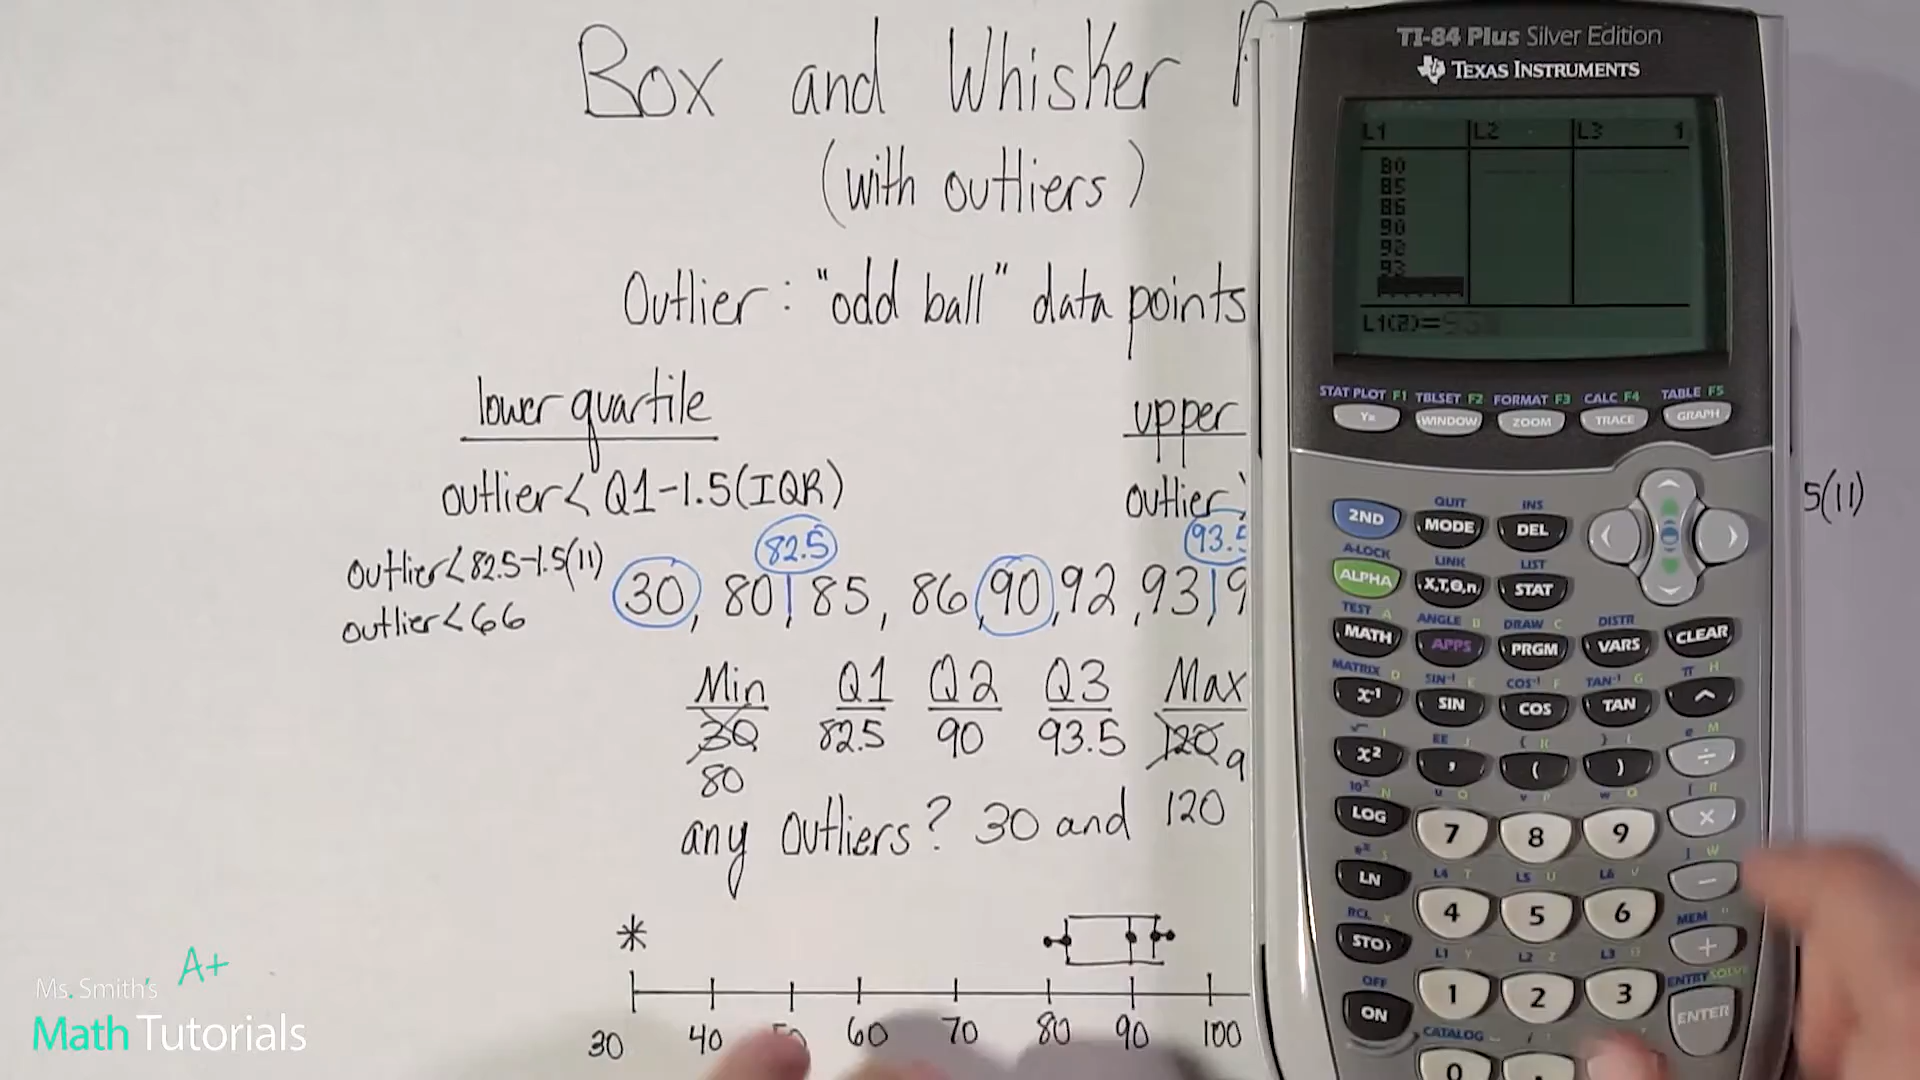 Box and Whisker
(with outliers)
Outlier: "odd ball" data points
lower quartile
upper
outlier < Q1-1.5(IQR)
outlier
5(11)
82.5
93.5
outlier < 82.5-1.5(11)
outlier < 66
30, 80, 85, 86, 90, 92, 93, 9
Min Q1 Q2 Q3 Max
30 82.5 90 93.5 120 9
80
any outliers? 30 and 120
30 40 50 60 70 80 90 100
Ms. Smith's A+
Math Tutorials
TI-84 Plus Silver Edition
TEXAS INSTRUMENTS
L1 L2 L3 1
80
85
86
90
92
93
STAT PLOT F1 TBLSET F2 FORMAT F3 CALC F4 TABLE F5
Y= WINDOW ZOOM TRACE GRAPH
QUIT INS
2ND MODE DEL
A-LOCK LINK LIST
ALPHA X,T,Θ,n STAT
TEST A ANGLE B DRAW C DISTR
MATH APPS PRGM VARS CLEAR
MATRIX D SIN⁻¹ E COS⁻¹ F TAN⁻¹ G π H
x⁻¹ SIN COS TAN ^
√ I EE J { K } L e M
x² , ( ) ÷
10ˣ N u O v P w Q [ R
LOG 7 8 9 ×
eˣ S L4 T L5 U L6 V ] W
LN 4 5 6 −
RCL X L1 Y L2 Z L3 MEM "
STO› 1 2 3 +
OFF ENTRY SOLVE
ON ENTER
CATALOG
0 .